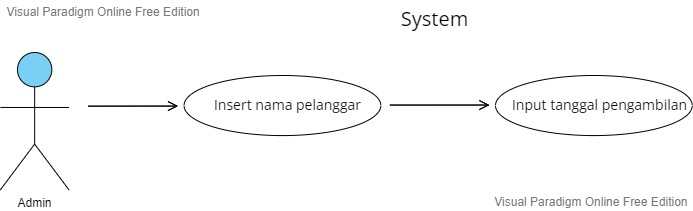 Visual Paradigm Online Free Edition
System
Insert nama pelanggar
Input tanggal pengambilan
Admin
Visual Paradigm Online Free Edition